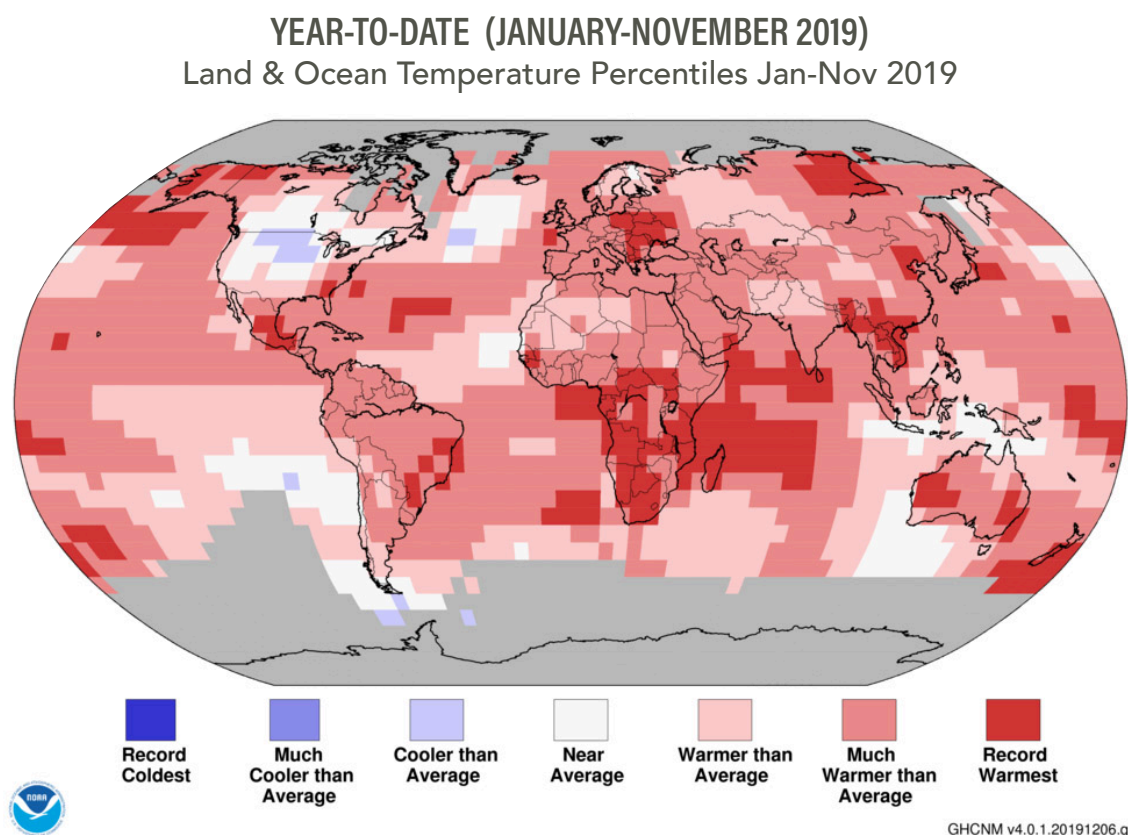 YEAR-TO-DATE (JANUARY-NOVEMBER 2019)
Land & Ocean Temperature Percentiles Jan-Nov 2019
Record
Coldest
Much
Cooler than
Average
Cooler than
Average
Near
Average
Warmer than
Average
Much
Warmer than
Average
Record
Warmest
NOAA
GHCNM v4.0.1.20191206.q